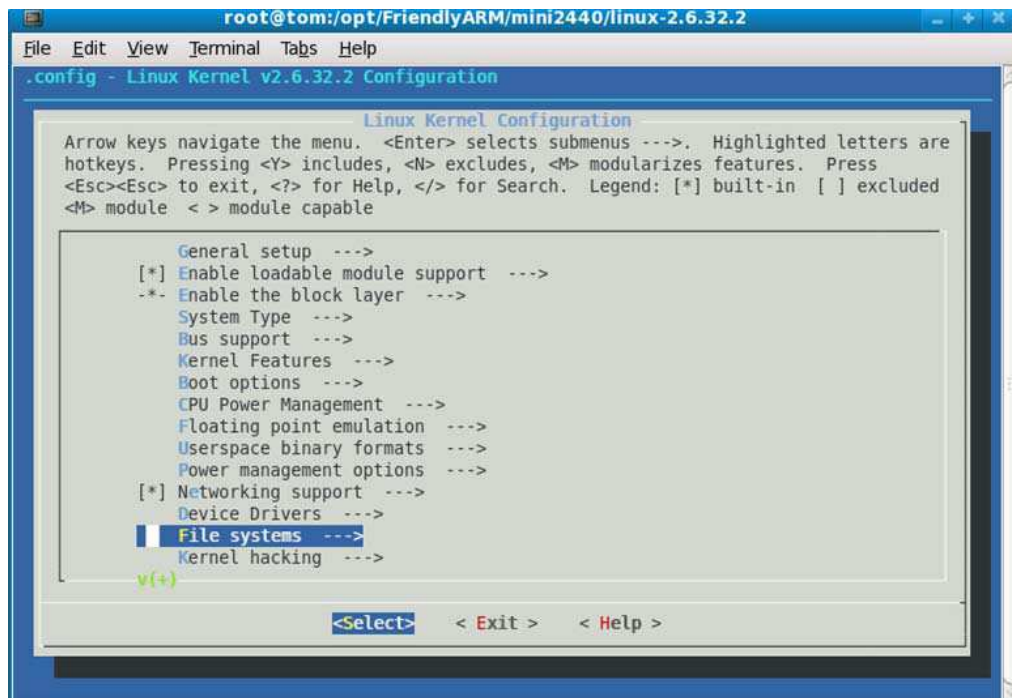 root@tom:/opt/FriendlyARM/mini2440/linux-2.6.32.2
File Edit View Terminal Tabs Help
.config - Linux Kernel v2.6.32.2 Configuration
Linux Kernel Configuration
Arrow keys navigate the menu. <Enter> selects submenus --->. Highlighted letters are
hotkeys. Pressing <Y> includes, <N> excludes, <M> modularizes features. Press
<Esc><Esc> to exit, <?> for Help, </> for Search. Legend: [*] built-in [ ] excluded
<M> module < > module capable
General setup --->
[*] Enable loadable module support --->
-*- Enable the block layer --->
System Type --->
Bus support --->
Kernel Features --->
Boot options --->
CPU Power Management --->
Floating point emulation --->
Userspace binary formats --->
Power management options --->
[*] Networking support --->
Device Drivers --->
File systems --->
Kernel hacking --->
v(+)
<Select> < Exit > < Help >